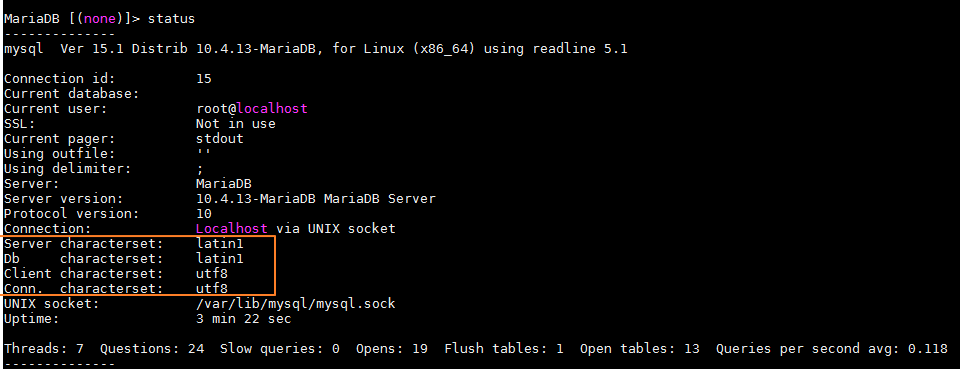 MariaDB [(none)]> status
--------------
mysql  Ver 15.1 Distrib 10.4.13-MariaDB, for Linux (x86_64) using readline 5.1
Connection id:          15
Current database:
Current user:           root@localhost
SSL:                    Not in use
Current pager:          stdout
Using outfile:          ''
Using delimiter:        ;
Server:                 MariaDB
Server version:         10.4.13-MariaDB MariaDB Server
Protocol version:       10
Connection:             Localhost via UNIX socket
Server characterset:    latin1
Db     characterset:    latin1
Client characterset:    utf8
Conn.  characterset:    utf8
UNIX socket:            /var/lib/mysql/mysql.sock
Uptime:                 3 min 22 sec
Threads: 7  Questions: 24  Slow queries: 0  Opens: 19  Flush tables: 1  Open tables: 13  Queries per second avg: 0.118
--------------